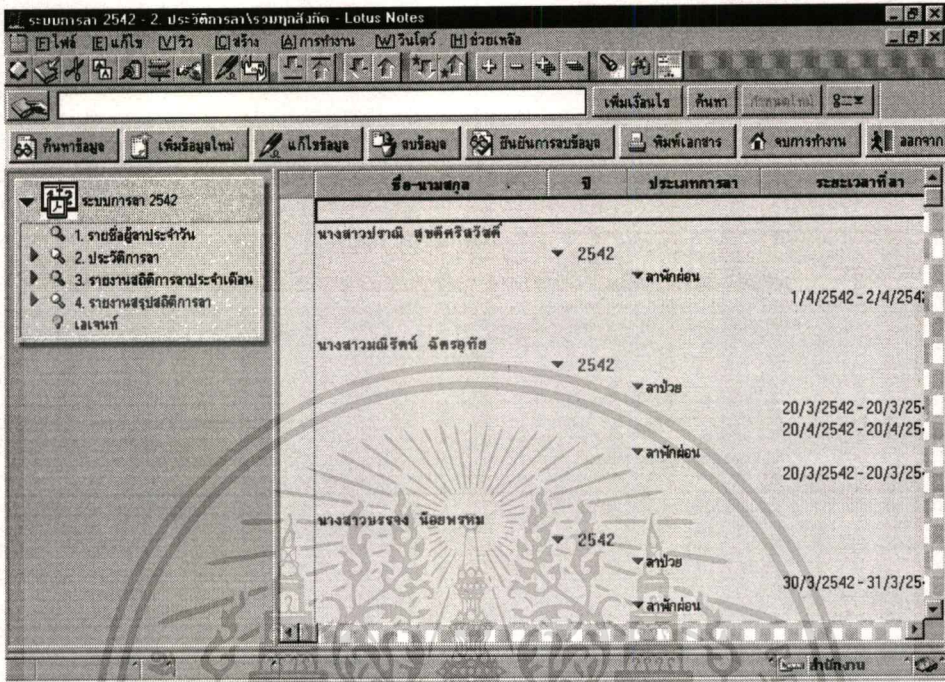 ระบบการลา 2542 - 2. ประวัติการลา\รวมทุกสังกัด - Lotus Notes
[F]ไฟล์ [E]แก้ไข [V]วิว [C]สร้าง [A]การทำงาน [W]วินโดว์ [H]ช่วยเหลือ
เพิ่มเงื่อนไข ค้นหา กำหนดใหม่
ค้นหาข้อมูล เพิ่มข้อมูลใหม่ แก้ไขข้อมูล ลบข้อมูล ยืนยันการลบข้อมูล พิมพ์เอกสาร จบการทำงาน ออกจาก
ระบบการลา 2542
1. รายชื่อผู้ลาประจำวัน
2. ประวัติการลา
3. รายงานสถิติการลาประจำเดือน
4. รายงานสรุปสถิติการลา
เอเจนท์
ชื่อ-นามสกุล ปี ประเภทการลา ระยะเวลาที่ลา
นางสาวปราณี สุขศิริสวัสดิ์
2542
ลาพักผ่อน
1/4/2542 - 2/4/254
นางสาวมณีรัตน์ ฉัตรอุทัย
2542
ลาป่วย
20/3/2542 - 20/3/25
20/4/2542 - 20/4/25
ลาพักผ่อน
20/3/2542 - 20/3/25
นางสาวบรรจง น้อยพรหม
2542
ลาป่วย
30/3/2542 - 31/3/25
ลาพักผ่อน
สำนักงาน